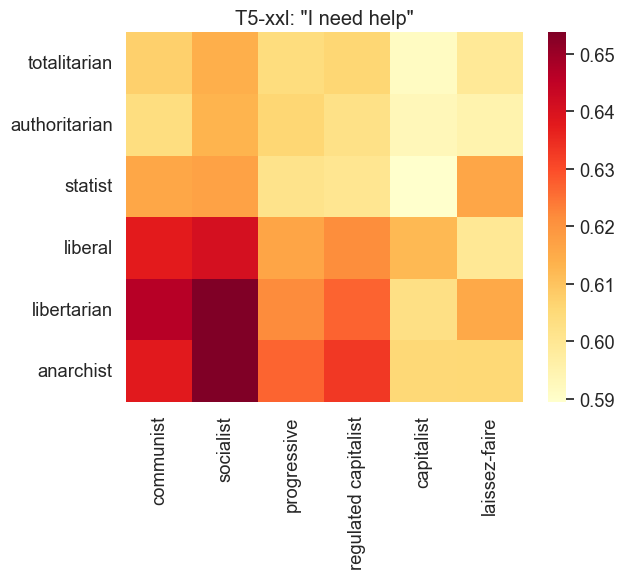 T5-xxl: "I need help"
totalitarian
authoritarian
statist
liberal
libertarian
anarchist
communist
socialist
progressive
regulated capitalist
capitalist
laissez-faire
0.65
0.64
0.63
0.62
0.61
0.60
0.59